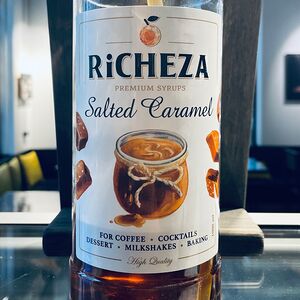 RiCHEZA
PREMIUM SYRUPS
Salted Caramel
FOR COFFEE • COCKTAILS
DESSERT • MILKSHAKES • BAKING
High Quality